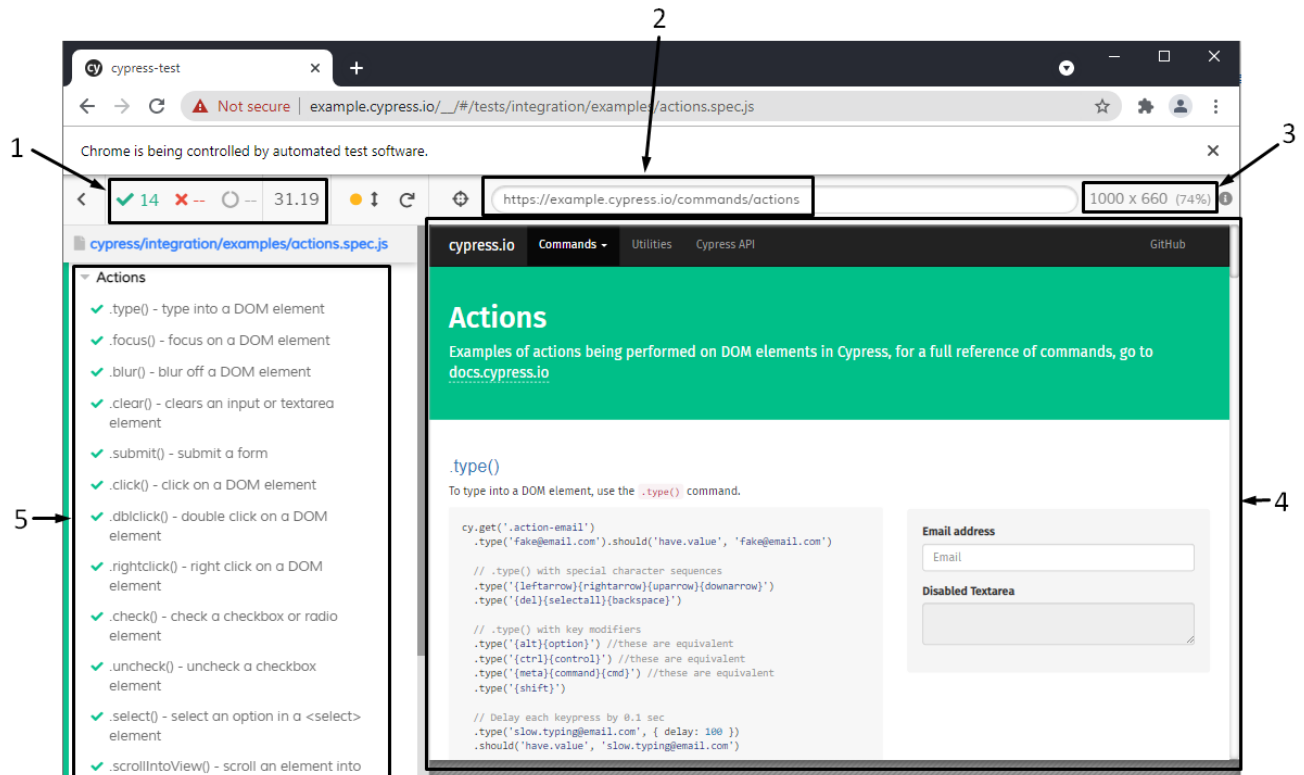 2
cypress-test
Not secure | example.cypress.io/__/#/tests/integration/examples/actions.spec.js
1
3
Chrome is being controlled by automated test software.
14 -- -- 31.19
https://example.cypress.io/commands/actions
1000 x 660 (74%)
cypress/integration/examples/actions.spec.js
Actions
.type() - type into a DOM element
.focus() - focus on a DOM element
.blur() - blur off a DOM element
.clear() - clears an input or textarea
element
.submit() - submit a form
.click() - click on a DOM element
.dblclick() - double click on a DOM
element
.rightclick() - right click on a DOM
element
.check() - check a checkbox or radio
element
.uncheck() - uncheck a checkbox
element
.select() - select an option in a <select>
element
.scrollIntoView() - scroll an element into
5
cypress.io Commands Utilities Cypress API GitHub
Actions
Examples of actions being performed on DOM elements in Cypress, for a full reference of commands, go to
docs.cypress.io
.type()
To type into a DOM element, use the .type() command.
cy.get('.action-email')
.type('fake@email.com').should('have.value', 'fake@email.com')
// .type() with special character sequences
.type('{leftarrow}{rightarrow}{uparrow}{downarrow}')
.type('{del}{selectall}{backspace}')
// .type() with key modifiers
.type('{alt}{option}') //these are equivalent
.type('{ctrl}{control}') //these are equivalent
.type('{meta}{command}{cmd}') //these are equivalent
.type('{shift}')
// Delay each keypress by 0.1 sec
.type('slow.typing@email.com', { delay: 100 })
.should('have.value', 'slow.typing@email.com')
Email address
Email
Disabled Textarea
4